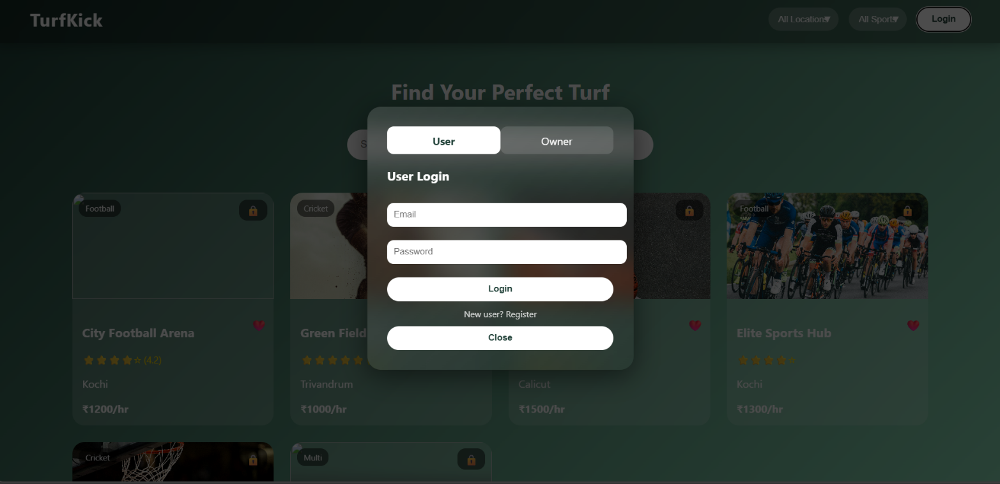 TurfKick
All Locations
All Sports
Login
Find Your Perfect Turf
S
User
Owner
User Login
Email
Password
Login
New user? Register
Close
Football
Cricket
Football
City Football Arena
Green Field
Elite Sports Hub
(4.2)
Kochi
Trivandrum
Calicut
Kochi
₹1200/hr
₹1000/hr
₹1500/hr
₹1300/hr
Cricket
Multi